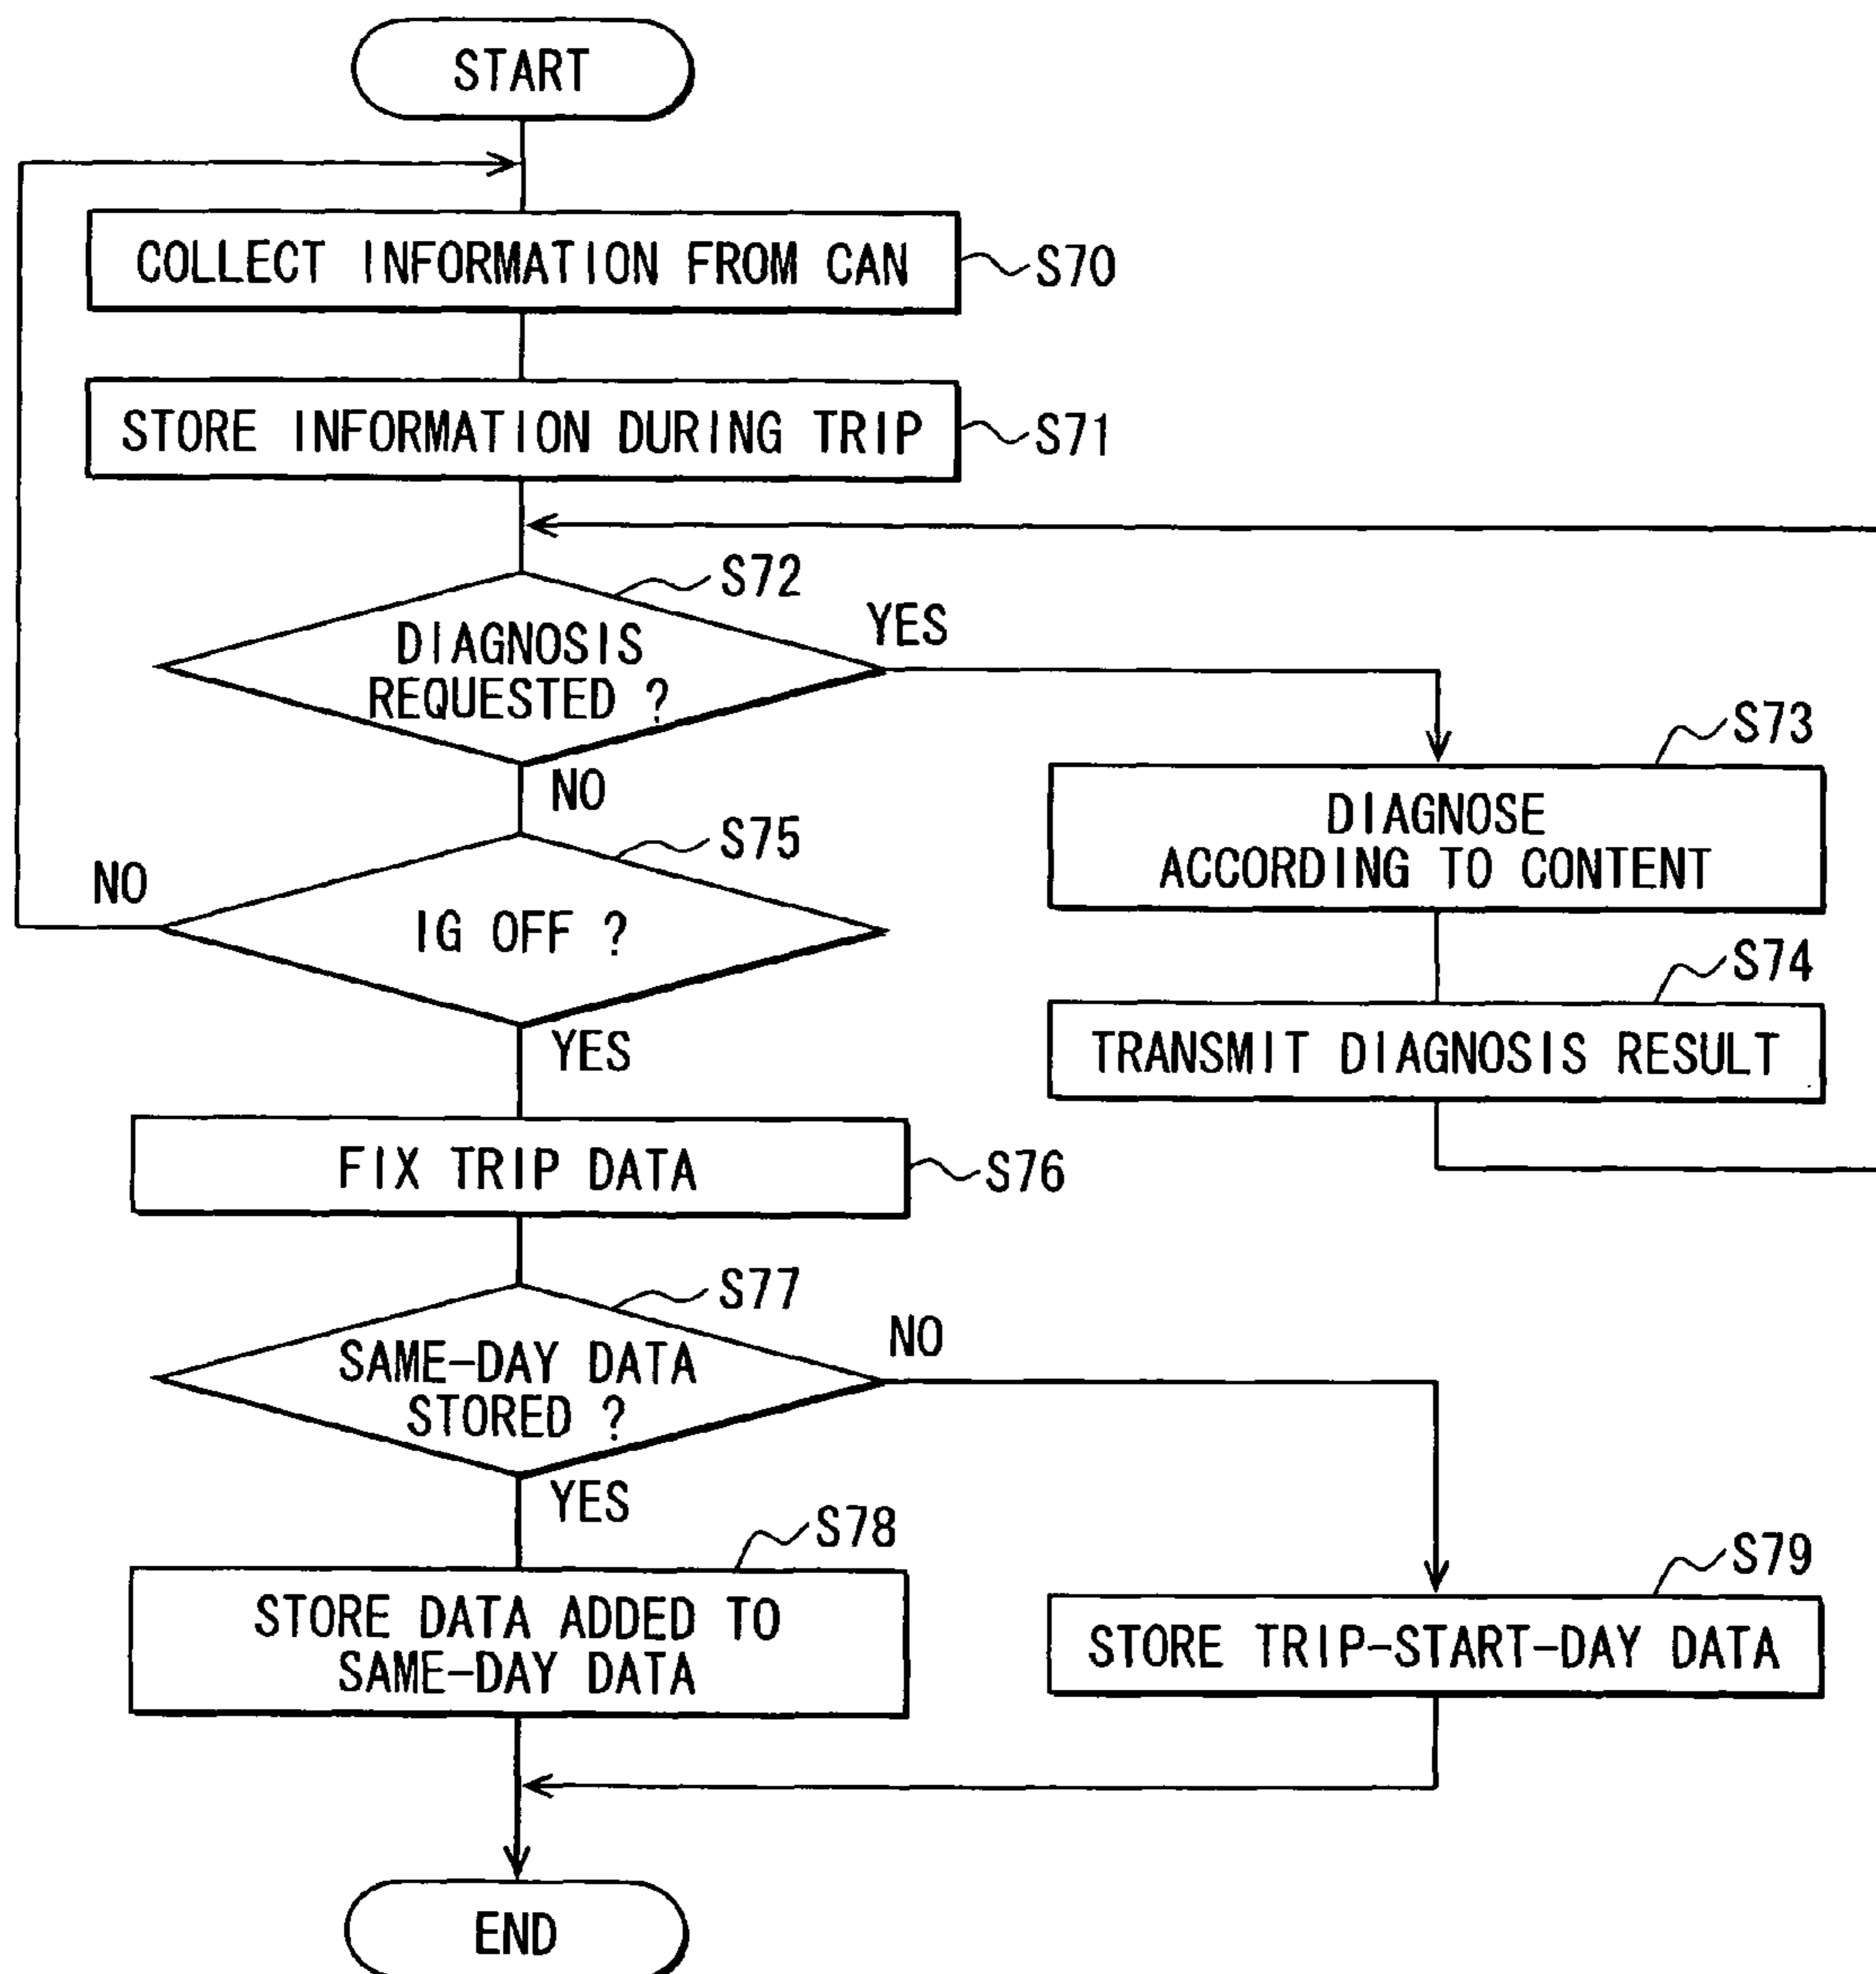 START
COLLECT INFORMATION FROM CAN
S70
STORE INFORMATION DURING TRIP
S71
S72
DIAGNOSIS
REQUESTED ?
YES
NO
S73
DIAGNOSE
ACCORDING TO CONTENT
S74
TRANSMIT DIAGNOSIS RESULT
S75
IG OFF ?
NO
YES
FIX TRIP DATA
S76
S77
SAME-DAY DATA
STORED ?
NO
YES
S78
STORE DATA ADDED TO
SAME-DAY DATA
S79
STORE TRIP-START-DAY DATA
END